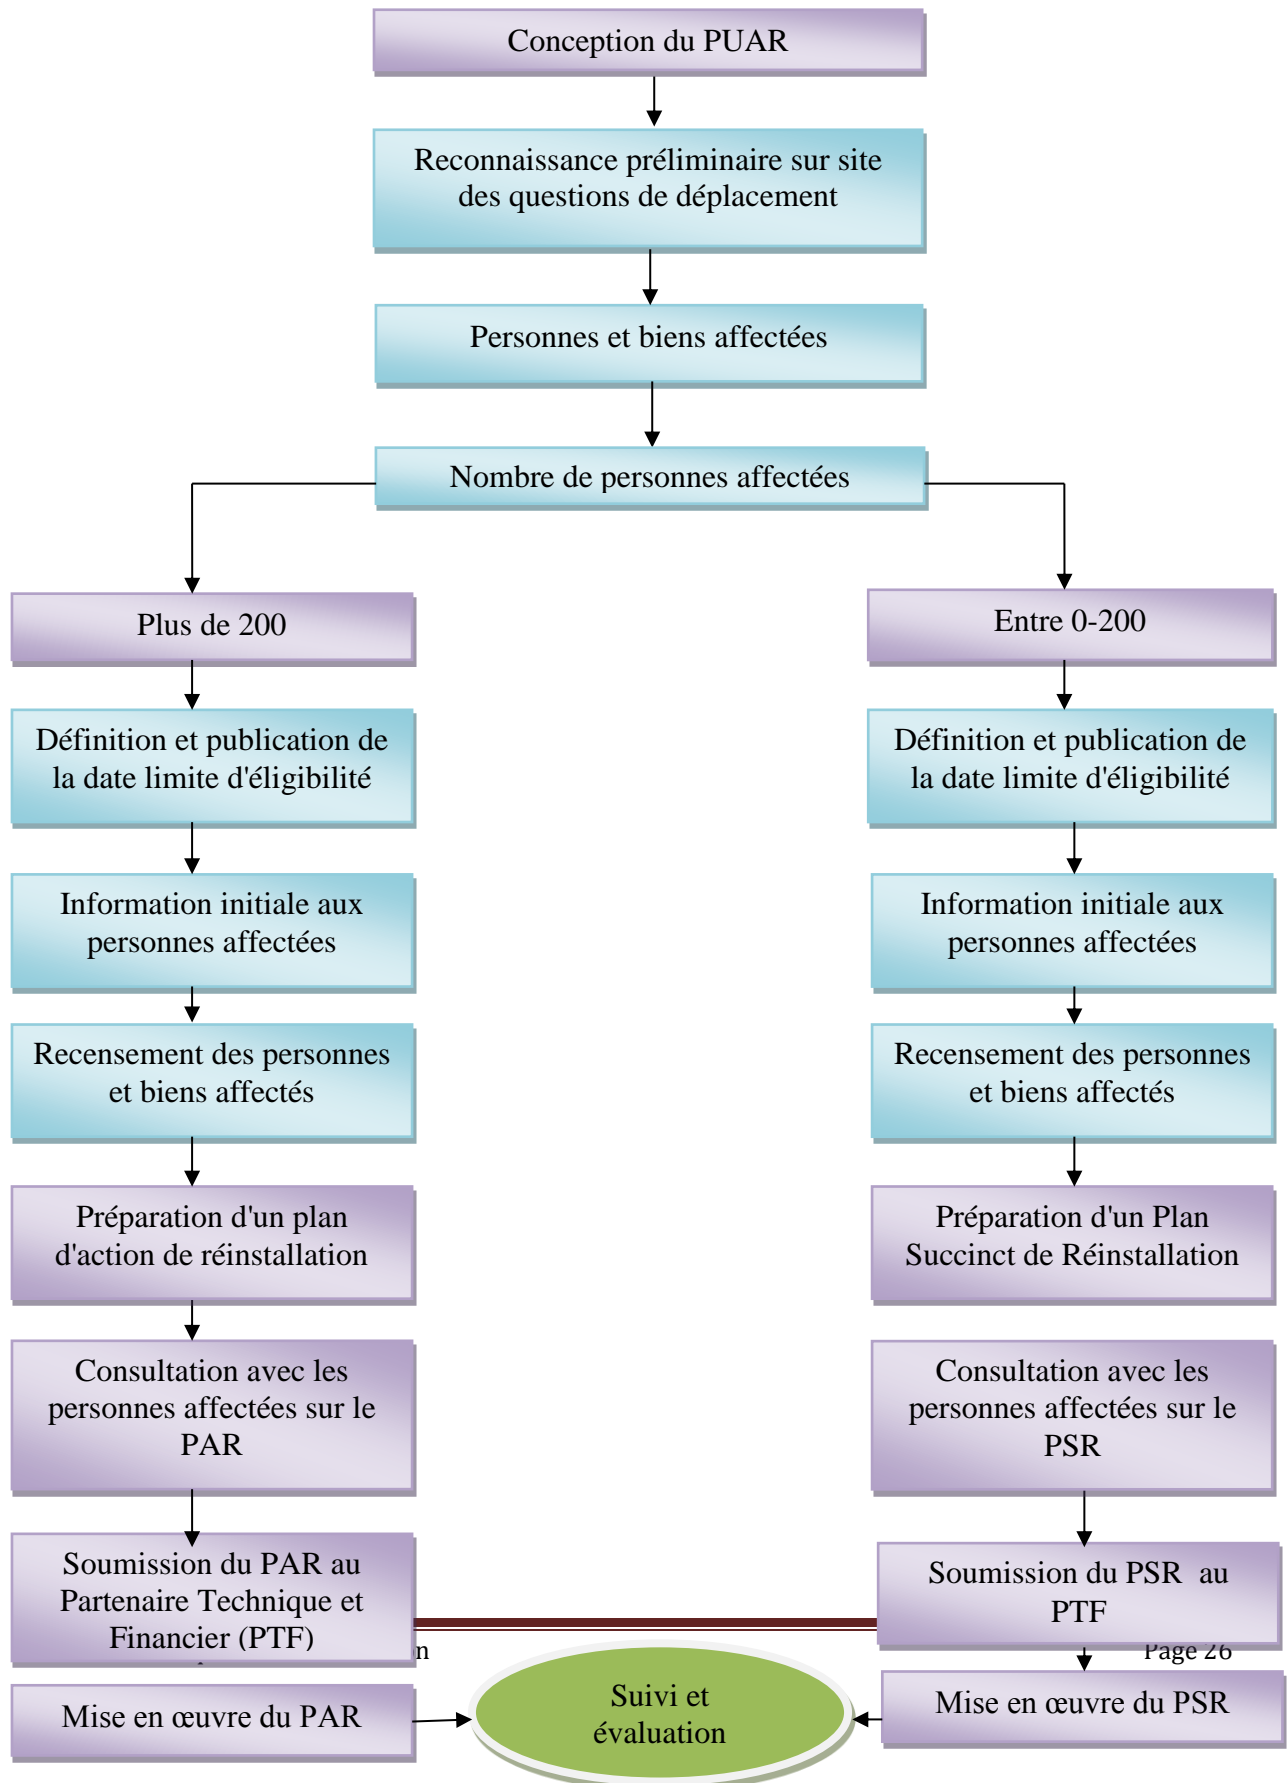 Conception du PUAR
Reconnaissance préliminaire sur site
des questions de déplacement
Personnes et biens affectées
Nombre de personnes affectées
Plus de 200
Définition et publication de
la date limite d'éligibilité
Information initiale aux
personnes affectées
Recensement des personnes
et biens affectés
Préparation d'un plan
d'action de réinstallation
Consultation avec les
personnes affectées sur le
PAR
Soumission du PAR au
Partenaire Technique et
Financier (PTF)
Mise en œuvre du PAR
Entre 0-200
Définition et publication de
la date limite d'éligibilité
Information initiale aux
personnes affectées
Recensement des personnes
et biens affectés
Préparation d'un Plan
Succinct de Réinstallation
Consultation avec les
personnes affectées sur le
PSR
Soumission du PSR au
PTF
Mise en œuvre du PSR
Suivi et
évaluation
Page 26